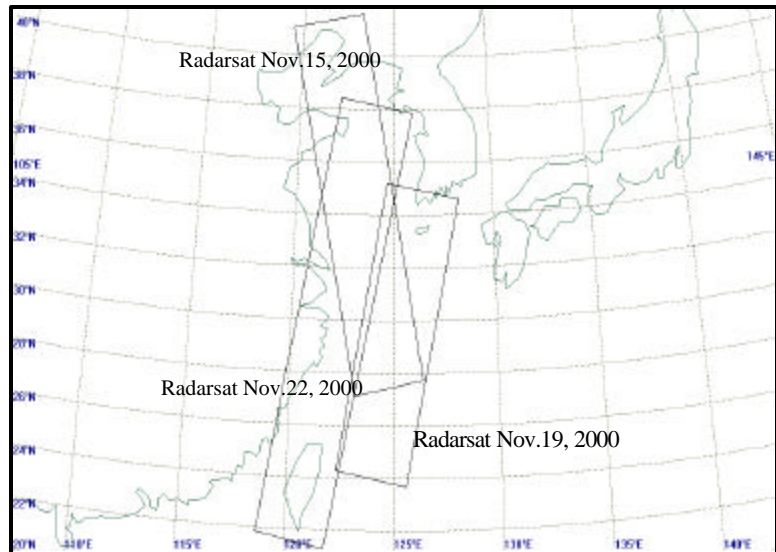 40°N
Radarsat Nov.15, 2000
38°N
36°N
105°E
145°E
34°N
32°N
30°N
28°N
Radarsat Nov.22, 2000
26°N
Radarsat Nov.19, 2000
24°N
22°N
20°N
110°E
115°E
120°E
125°E
130°E
135°E
140°E